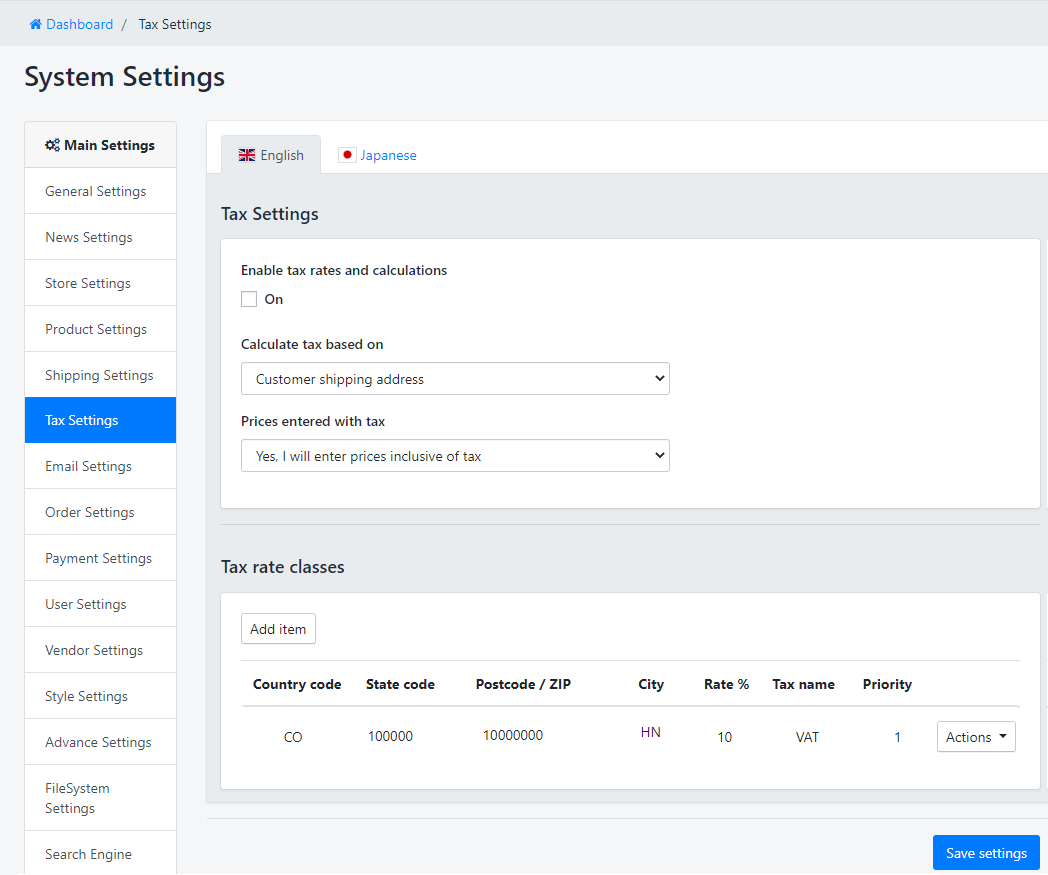 Dashboard / Tax Settings
System Settings
Main Settings
General Settings
News Settings
Store Settings
Product Settings
Shipping Settings
Tax Settings
Email Settings
Order Settings
Payment Settings
User Settings
Vendor Settings
Style Settings
Advance Settings
FileSystem
Settings
Search Engine
English Japanese
Tax Settings
Enable tax rates and calculations
On
Calculate tax based on
Customer shipping address
Prices entered with tax
Yes, I will enter prices inclusive of tax
Tax rate classes
Add item
Country code State code Postcode / ZIP City Rate % Tax name Priority
CO 100000 10000000 HN 10 VAT 1 Actions
Save settings